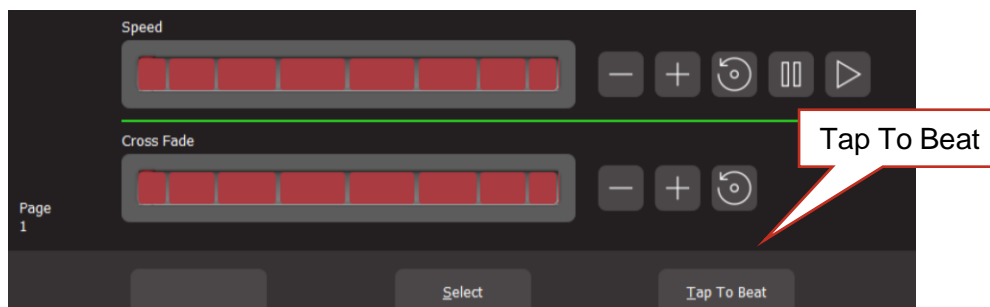 Speed
Cross Fade
Tap To Beat
Page
1
Select
Tap To Beat